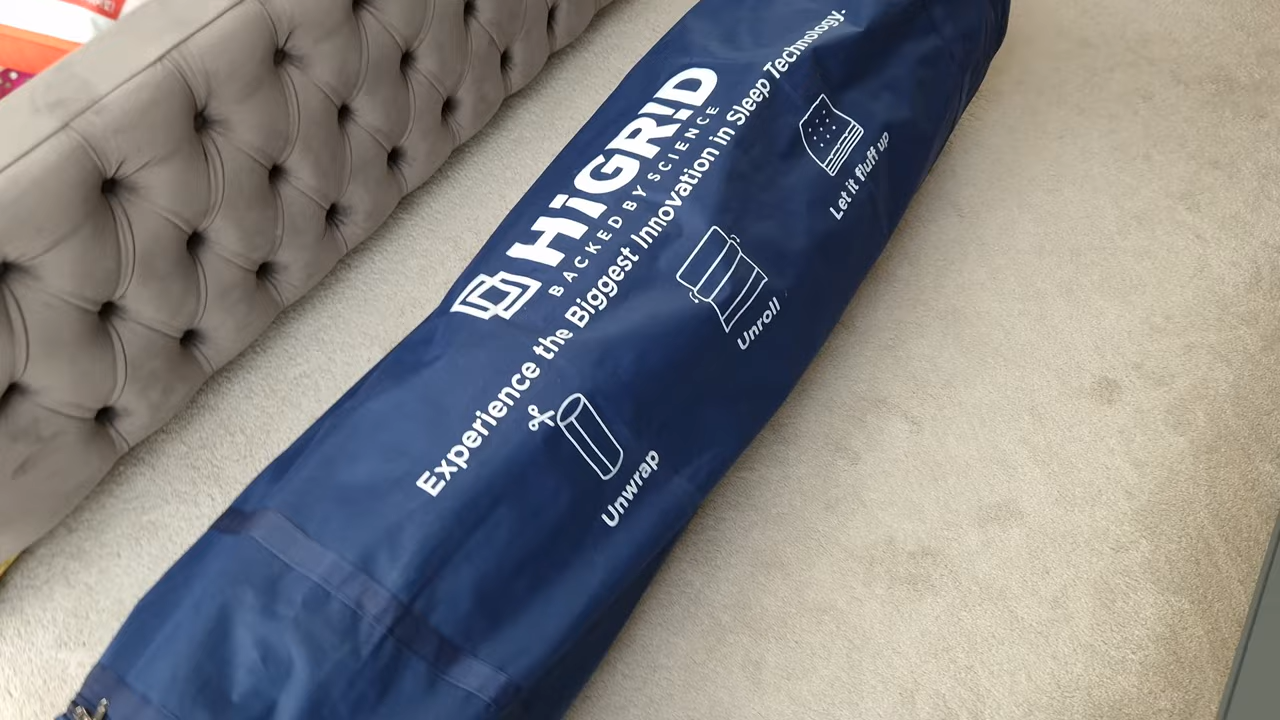 HiGRID
BACKED BY SCIENCE
Experience the Biggest Innovation in Sleep Technology.
Unwrap
Unroll
Let it fluff up